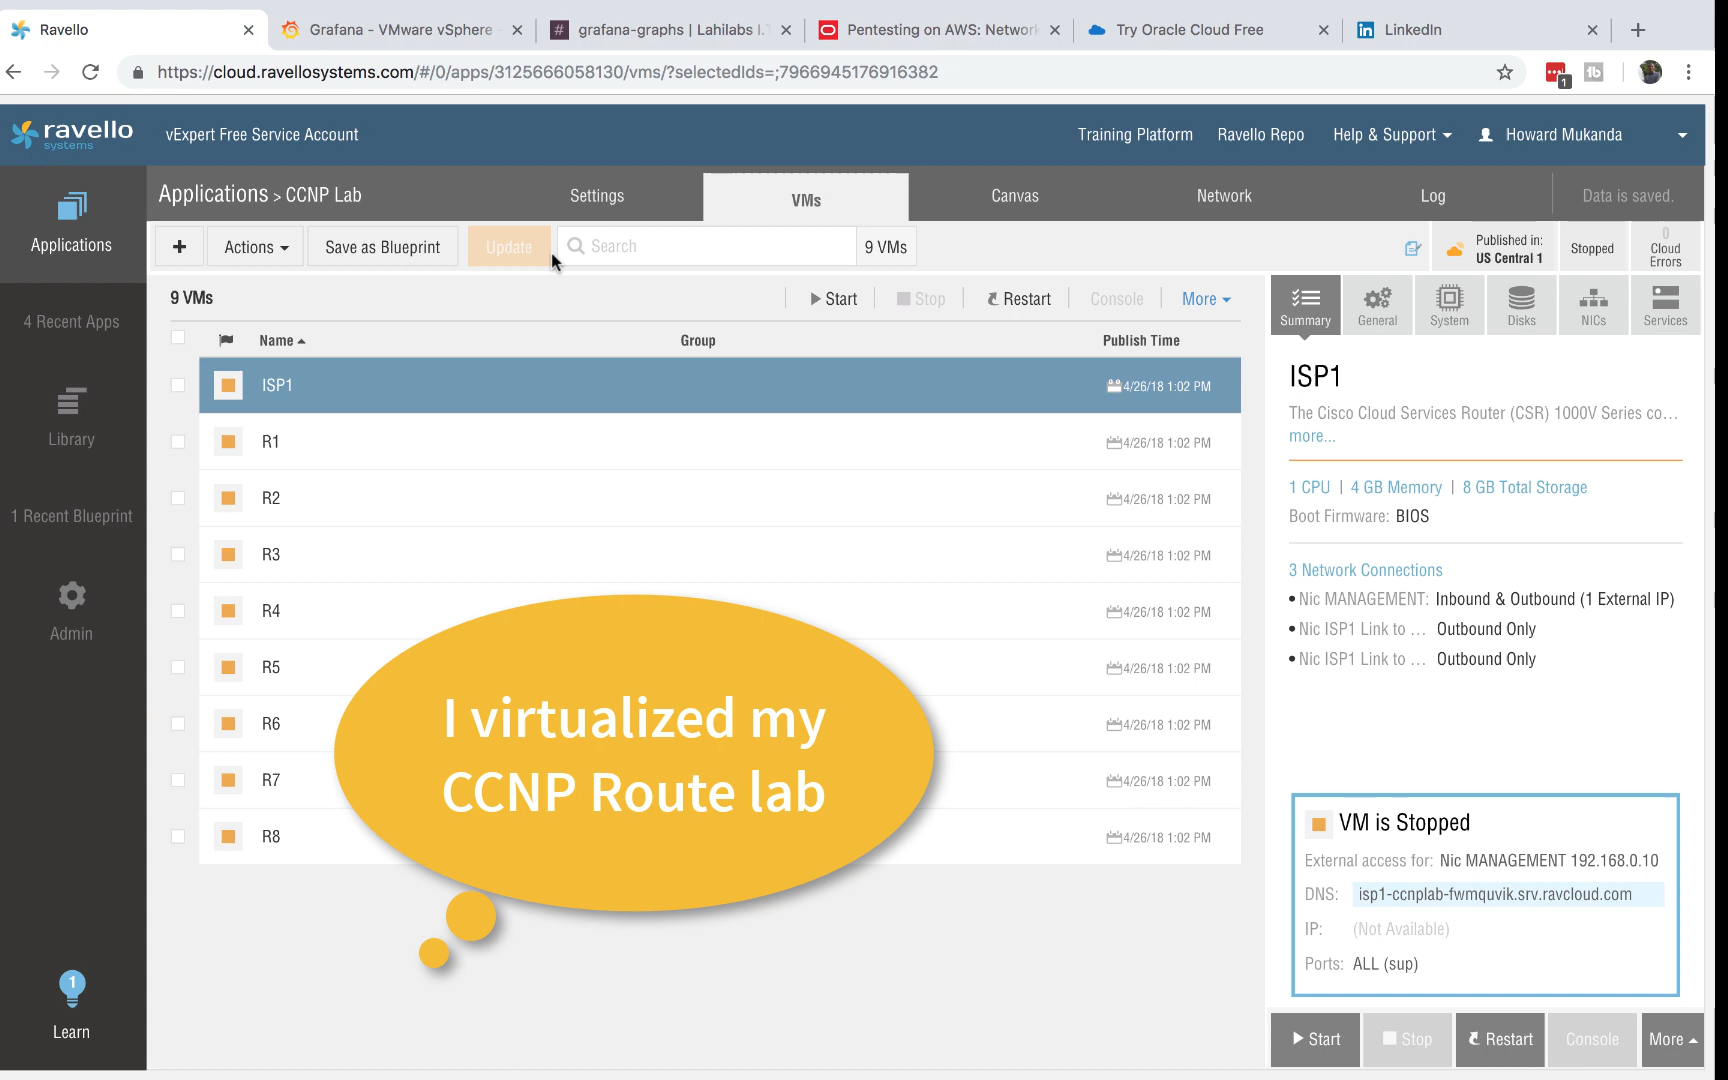 Ravello
Grafana - VMware vSphere -
grafana-graphs | Lahilabs I.T
Pentesting on AWS: Network
Try Oracle Cloud Free
LinkedIn
https://cloud.ravellosystems.com/#/0/apps/3125666058130/vms/?selectedIds=;7966945176916382
1
ravello
systems
vExpert Free Service Account
Training Platform
Ravello Repo
Help & Support
Howard Mukanda
Applications > CCNP Lab
Settings
VMs
Canvas
Network
Log
Data is saved.
Applications
4 Recent Apps
Library
1 Recent Blueprint
Admin
1
Learn
+
Actions
Save as Blueprint
Update
Search
9 VMs
Published in:
US Central 1
Stopped
0
Cloud
Errors
9 VMs
Start
Stop
Restart
Console
More
Name
Group
Publish Time
ISP1 4/26/18 1:02 PM
R1 4/26/18 1:02 PM
R2 4/26/18 1:02 PM
R3 4/26/18 1:02 PM
R4 4/26/18 1:02 PM
R5 4/26/18 1:02 PM
R6 4/26/18 1:02 PM
R7 4/26/18 1:02 PM
R8 4/26/18 1:02 PM
I virtualized my
CCNP Route lab
Summary
General
System
Disks
NICs
Services
ISP1
The Cisco Cloud Services Router (CSR) 1000V Series co...
more...
1 CPU | 4 GB Memory | 8 GB Total Storage
Boot Firmware: BIOS
3 Network Connections
• Nic MANAGEMENT: Inbound & Outbound (1 External IP)
• Nic ISP1 Link to ... Outbound Only
• Nic ISP1 Link to ... Outbound Only
VM is Stopped
External access for: Nic MANAGEMENT 192.168.0.10
DNS: isp1-ccnplab-fwmquvik.srv.ravcloud.com
IP: (Not Available)
Ports: ALL (sup)
Start
Stop
Restart
Console
More